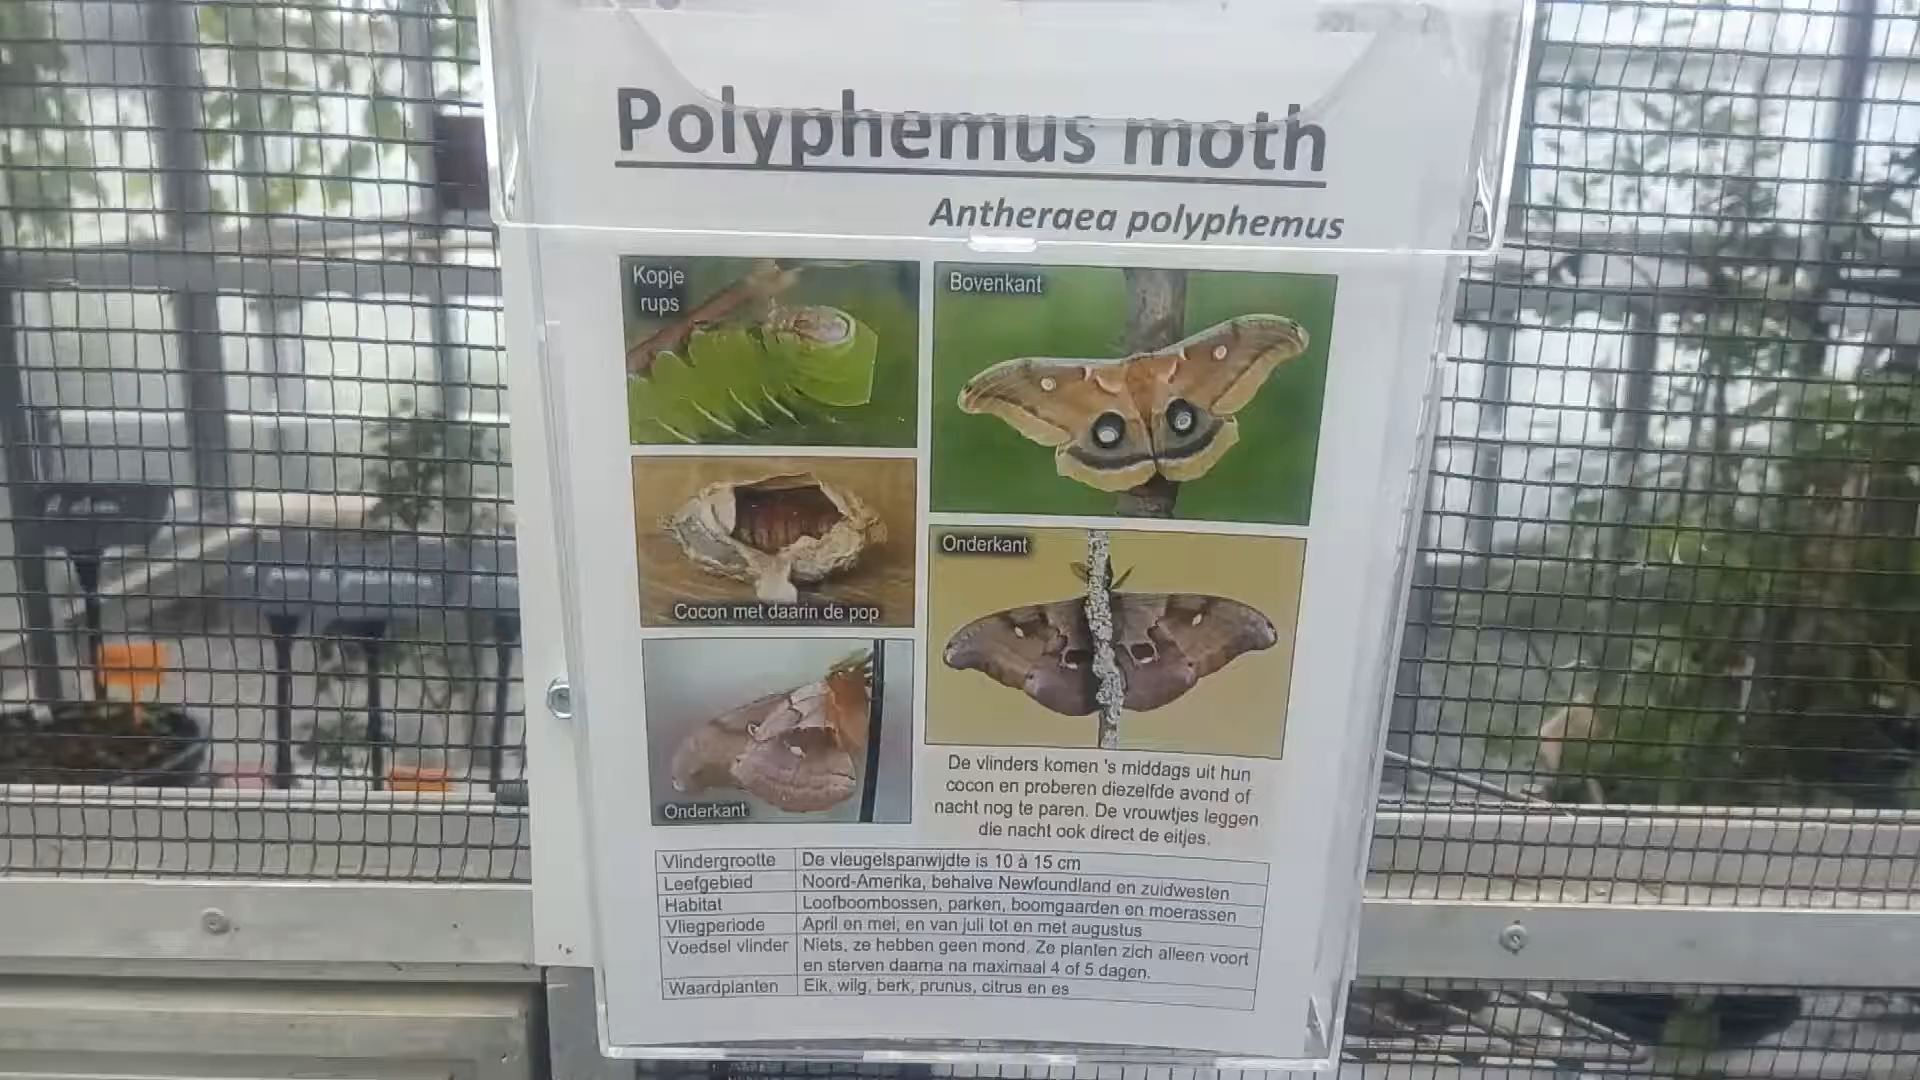 Polyphemus moth
Antheraea polyphemus
Kopje
rups
Bovenkant
Cocon met daarin de pop
Onderkant
Onderkant
De vlinders komen 's middags uit hun
cocon en proberen diezelfde avond of
nacht nog te paren. De vrouwtjes leggen
die nacht ook direct de eitjes.
Vlindergrootte De vleugelspanwijdte is 10 à 15 cm
Leefgebied Noord-Amerika, behalve Newfoundland en zuidwesten
Habitat Loofboombossen, parken, boomgaarden en moerassen
Vliegperiode April en mei; en van juli tot en met augustus
Voedsel vlinder Niets, ze hebben geen mond. Ze planten zich alleen voort
en sterven daarna na maximaal 4 of 5 dagen.
Waardplanten Eik, wilg, berk, prunus, citrus en es